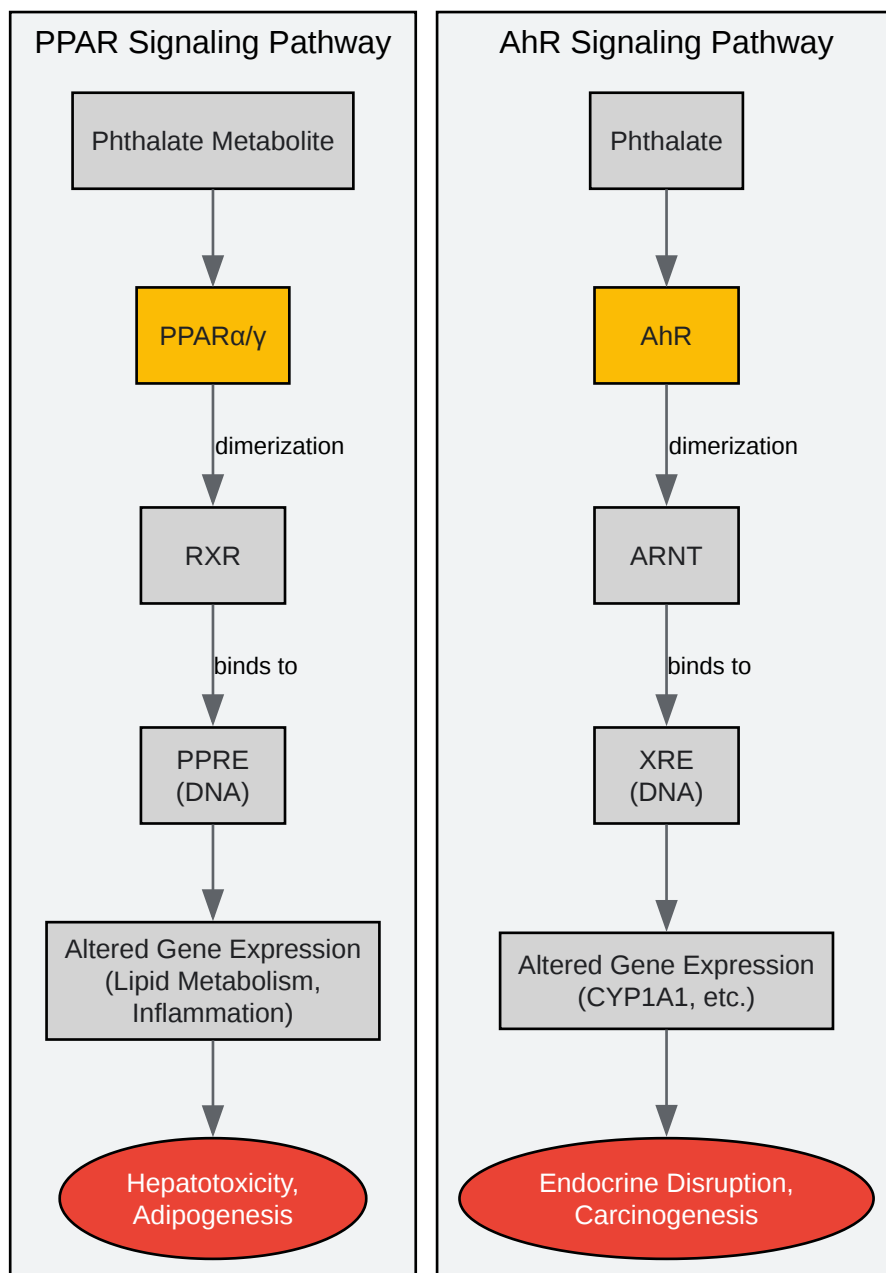 PPAR Signaling Pathway
Phthalate Metabolite
PPARα/γ
dimerization
RXR
binds to
PPRE
(DNA)
Altered Gene Expression
(Lipid Metabolism,
Inflammation)
Hepatotoxicity,
Adipogenesis
AhR Signaling Pathway
Phthalate
AhR
dimerization
ARNT
binds to
XRE
(DNA)
Altered Gene Expression
(CYP1A1, etc.)
Endocrine Disruption,
Carcinogenesis